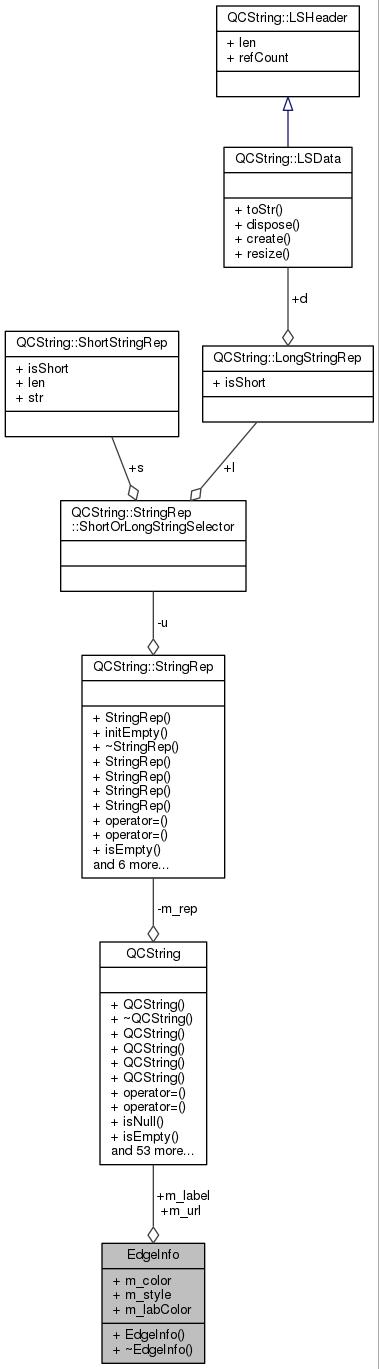 QCString::LSHeader
+ len
+ refCount
QCString::LSData
+ toStr()
+ dispose()
+ create()
+ resize()
+d
QCString::ShortStringRep
+ isShort
+ len
+ str
QCString::LongStringRep
+ isShort
+s
+l
QCString::StringRep
::ShortOrLongStringSelector
-u
QCString::StringRep
+ StringRep()
+ initEmpty()
+ ~StringRep()
+ StringRep()
+ StringRep()
+ StringRep()
+ StringRep()
+ operator=()
+ operator=()
+ isEmpty()
and 6 more...
-m_rep
QCString
+ QCString()
+ ~QCString()
+ QCString()
+ QCString()
+ QCString()
+ QCString()
+ operator=()
+ operator=()
+ isNull()
+ isEmpty()
and 53 more...
+m_label
+m_url
EdgeInfo
+ m_color
+ m_style
+ m_labColor
+ EdgeInfo()
+ ~EdgeInfo()